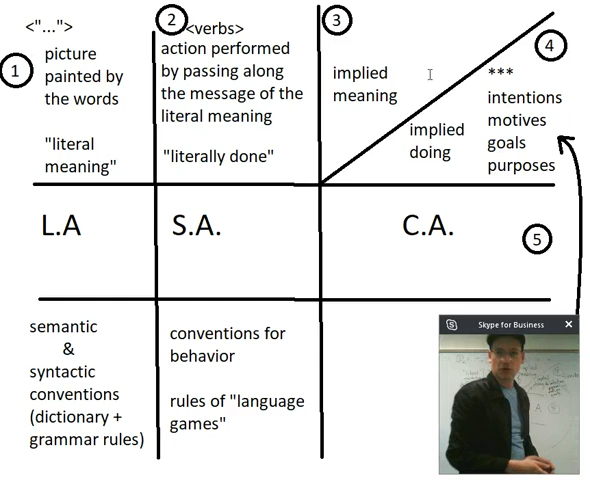 <"...">
1
picture
painted by
the words
"literal
meaning"
2
<verbs>
action performed
by passing along
the message of the
literal meaning
"literally done"
3
implied
meaning
implied
doing
4
***
intentions
motives
goals
purposes
L.A
S.A.
C.A.
5
semantic
&
syntactic
conventions
(dictionary +
grammar rules)
conventions for
behavior
rules of "language
games"
S
Skype for Business
×